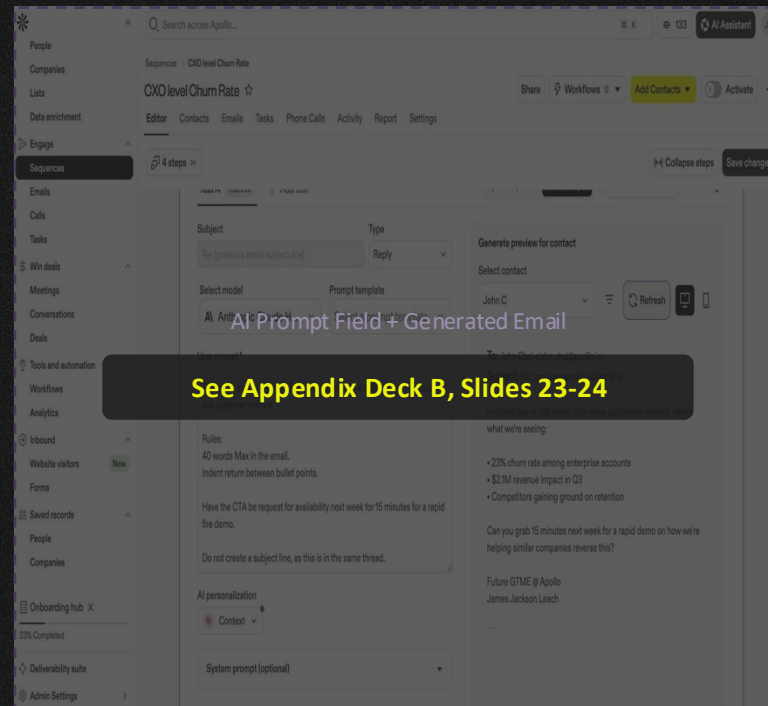 Search across Apollo...
⌘ K
133
AI Assistant
People
Companies
Lists
Data enrichment
Engage
Sequences
Emails
Calls
Tasks
Win deals
Meetings
Conversations
Deals
Tools and automation
Workflows
Analytics
Inbound
Website visitors New
Forms
Saved records
People
Companies
Onboarding hub X
23% Completed
Deliverability suite
Admin Settings
Sequences / CXO level Churn Rate
CXO level Churn Rate
Share
Workflows 0
Add Contacts
Activate
Editor Contacts Emails Tasks Phone Calls Activity Report Settings
4 steps
Collapse steps
Save change
Subject
Type
Re: [previous email subject line]
Reply
Select model
Prompt template
AI Prompt Field + Generated Email
See Appendix Deck B, Slides 23-24
Rules:
40 words Max in the email.
Indent return between bullet points.
Have the CTA be request for availability next week for 15 minutes for a rapid
fire demo.
Do not create a subject line, as this is in the same thread.
AI personalization
Context
System prompt (optional)
Generate preview for contact
Select contact
John C
Refresh
what we're seeing:
• 23% churn rate among enterprise accounts
• $2.1M revenue impact in Q3
• Competitors gaining ground on retention
Can you grab 15 minutes next week for a rapid demo on how we're
helping similar companies reverse this?
Future GTME @ Apollo
James Jackson Leach